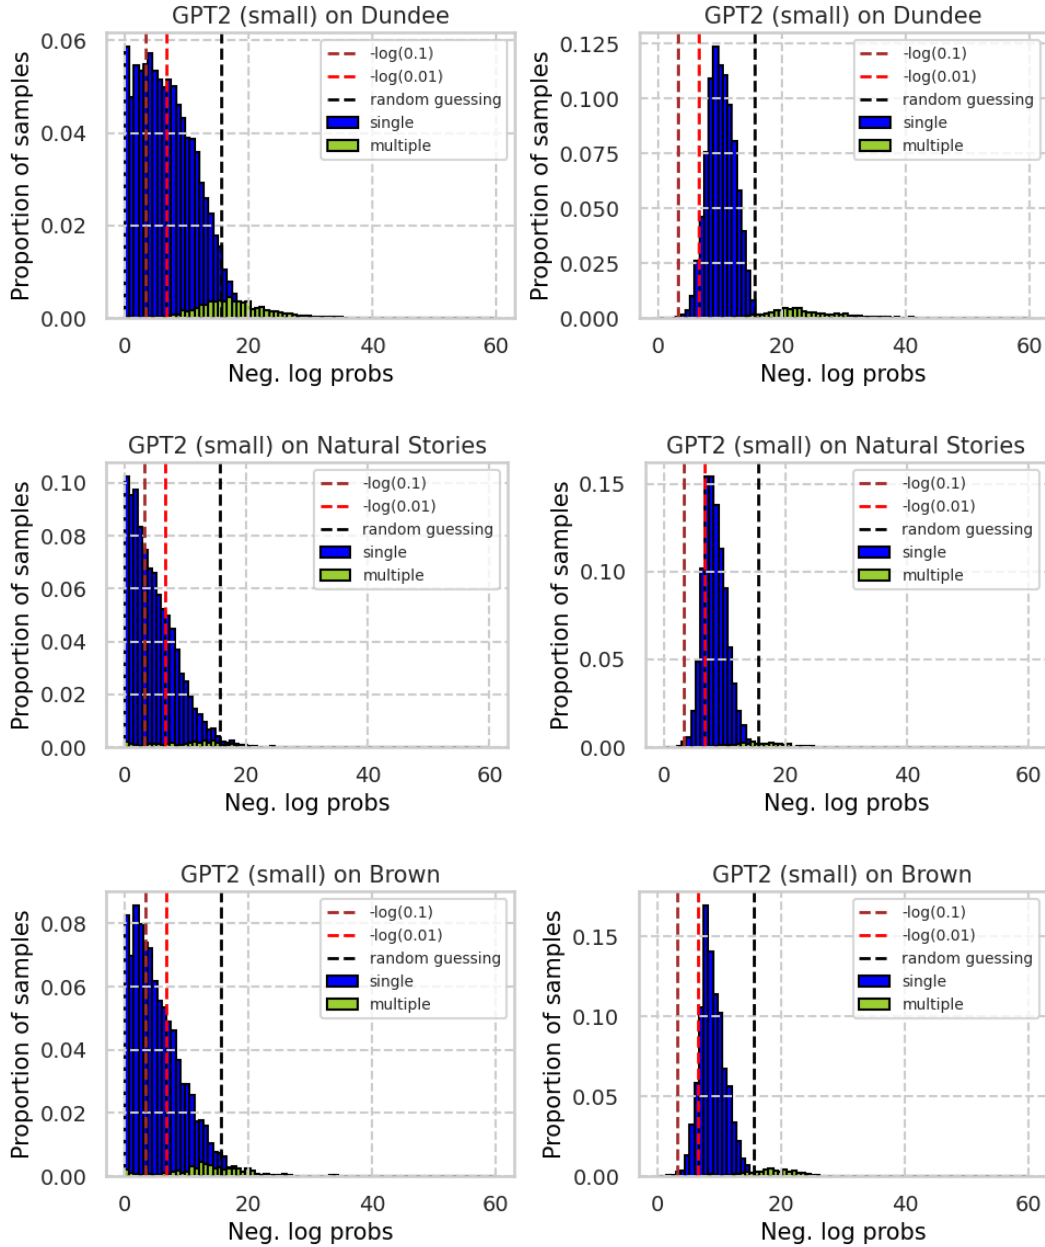 GPT2 (small) on Dundee
Proportion of samples
0.06
0.04
0.02
0.00
-log(0.1)
-log(0.01)
random guessing
single
multiple
0 20 40 60
Neg. log probs
GPT2 (small) on Dundee
Proportion of samples
0.125
0.100
0.075
0.050
0.025
0.000
-log(0.1)
-log(0.01)
random guessing
single
multiple
0 20 40 60
Neg. log probs
GPT2 (small) on Natural Stories
Proportion of samples
0.10
0.08
0.06
0.04
0.02
0.00
-log(0.1)
-log(0.01)
random guessing
single
multiple
0 20 40 60
Neg. log probs
GPT2 (small) on Natural Stories
Proportion of samples
0.15
0.10
0.05
0.00
-log(0.1)
-log(0.01)
random guessing
single
multiple
0 20 40 60
Neg. log probs
GPT2 (small) on Brown
Proportion of samples
0.08
0.06
0.04
0.02
0.00
-log(0.1)
-log(0.01)
random guessing
single
multiple
0 20 40 60
Neg. log probs
GPT2 (small) on Brown
Proportion of samples
0.15
0.10
0.05
0.00
-log(0.1)
-log(0.01)
random guessing
single
multiple
0 20 40 60
Neg. log probs